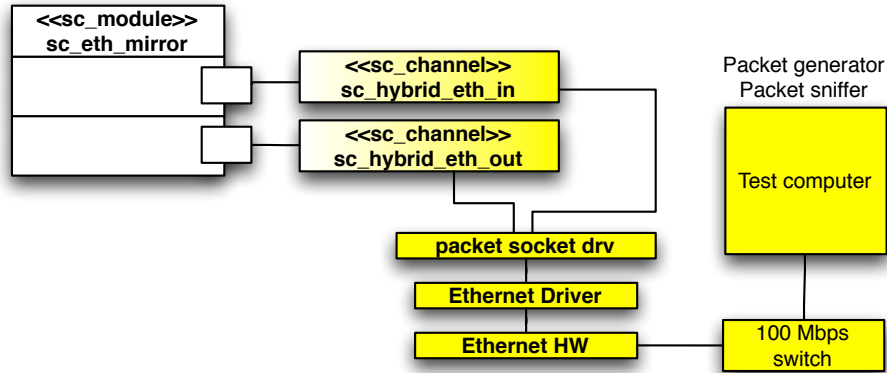 <<sc_module>>
sc_eth_mirror
<<sc_channel>>
sc_hybrid_eth_in
<<sc_channel>>
sc_hybrid_eth_out
Packet generator
Packet sniffer
Test computer
packet socket drv
Ethernet Driver
Ethernet HW
100 Mbps
switch